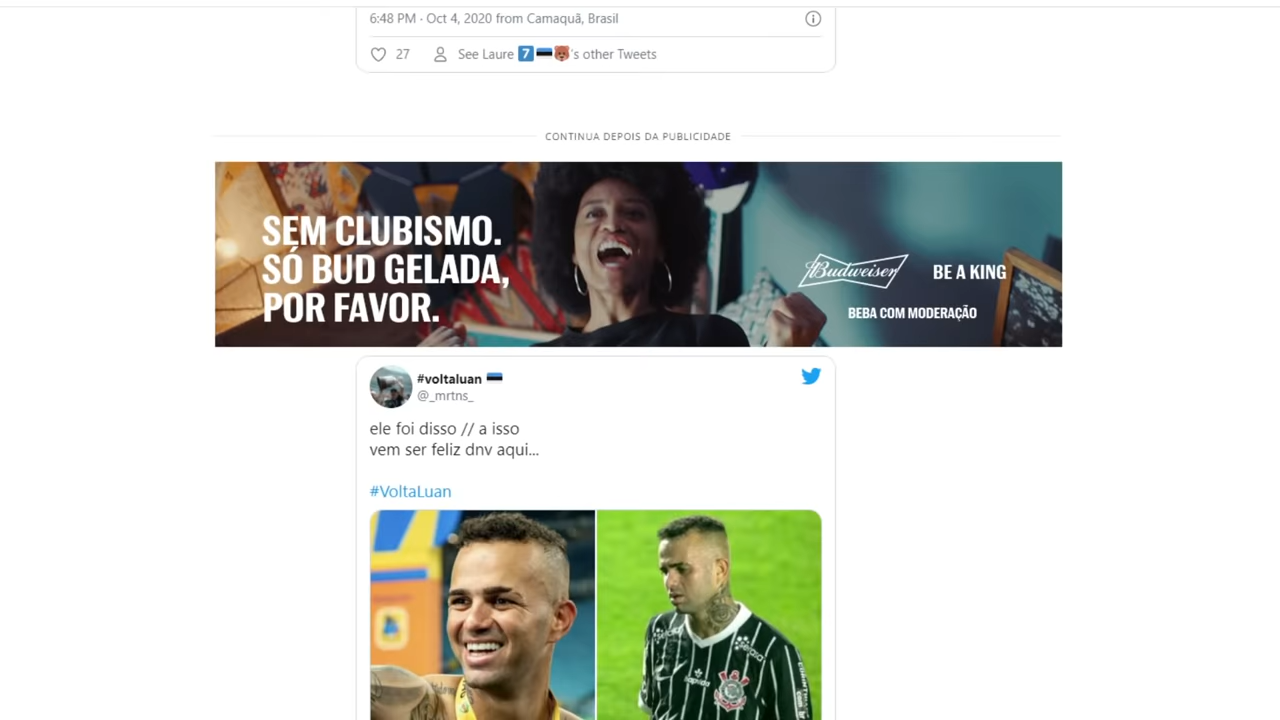 6:48 PM · Oct 4, 2020 from Camaquã, Brasil
27 See Laure 7's other Tweets
CONTINUA DEPOIS DA PUBLICIDADE
SEM CLUBISMO.
SÓ BUD GELADA,
POR FAVOR.
Budweiser
BE A KING
BEBA COM MODERAÇÃO
#voltaluan
@_mrtns_
ele foi disso // a isso
vem ser feliz dnv aqui...
#VoltaLuan